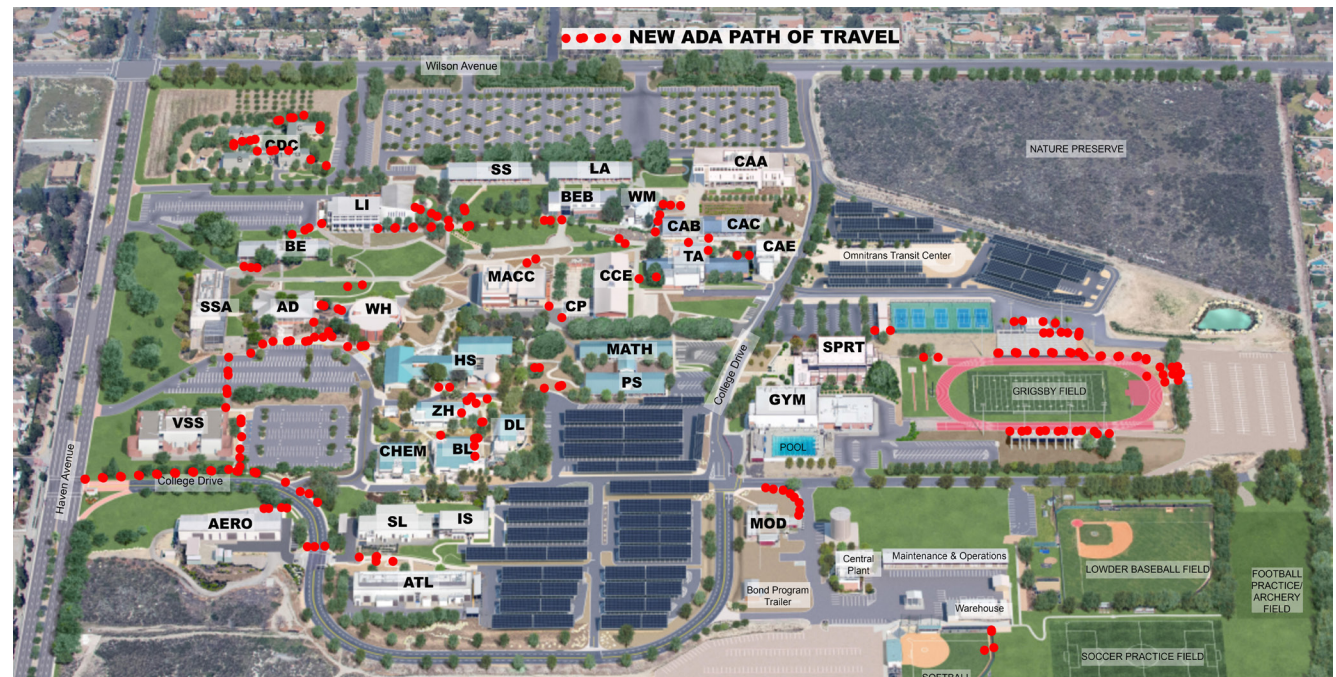 NEW ADA PATH OF TRAVEL
Wilson Avenue
CDC
NATURE PRESERVE
SS
LA
CAA
LI
BEB
WM
CAB
CAC
BE
TA
CAE
Omnitrans Transit Center
MACC
CCE
SSA
AD
WH
CP
HS
MATH
SPRT
College Drive
PS
GRIGSBY FIELD
GYM
ZH
VSS
DL
POOL
CHEM
BL
Haven Avenue
College Drive
AERO
SL
IS
MOD
Central
Plant
Maintenance & Operations
LOWDER BASEBALL FIELD
ATL
Bond Program
Trailer
FOOTBALL
PRACTICE/
ARCHERY
FIELD
Warehouse
SOCCER PRACTICE FIELD
SOFTBALL